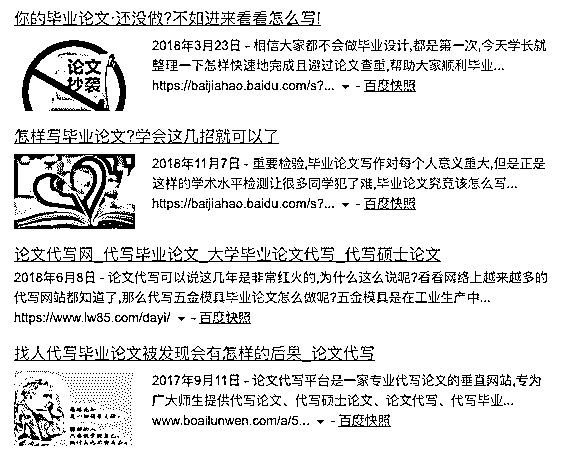 你的毕业论文·还没做?不如进来看看怎么写!
论文
抄袭
2018年3月23日 - 相信大家都不会做毕业设计,都是第一次,今天学长就
整理一下怎样快速地完成且避过论文查重,帮助大家顺利毕业...
https://baijiahao.baidu.com/s?... - 百度快照
怎样写毕业论文?学会这几招就可以了
2018年11月7日 - 重要检验,毕业论文写作对每个人意义重大,但是正是
这样的学术水平检测让很多同学犯了难,毕业论文究竟该怎么写...
https://baijiahao.baidu.com/s?... - 百度快照
论文代写网_代写毕业论文_大学毕业论文代写_代写硕士论文
2018年6月8日 - 论文代写可以说这几年是非常红火的,为什么这么说呢?看看网络上越来越多的
代写网站都知道了,那么代写五金模具毕业论文怎么做呢?五金模具是在工业生产中...
https://www.lw85.com/dayi/ - 百度快照
找人代写毕业论文被发现会有怎样的后果_论文代写
2017年9月11日 - 论文代写平台是一家专业代写论文的垂直网站,专为
广大师生提供代写论文、代写硕士论文、论文代写、代写毕业...
www.boailunwen.com/a/5... - 百度快照